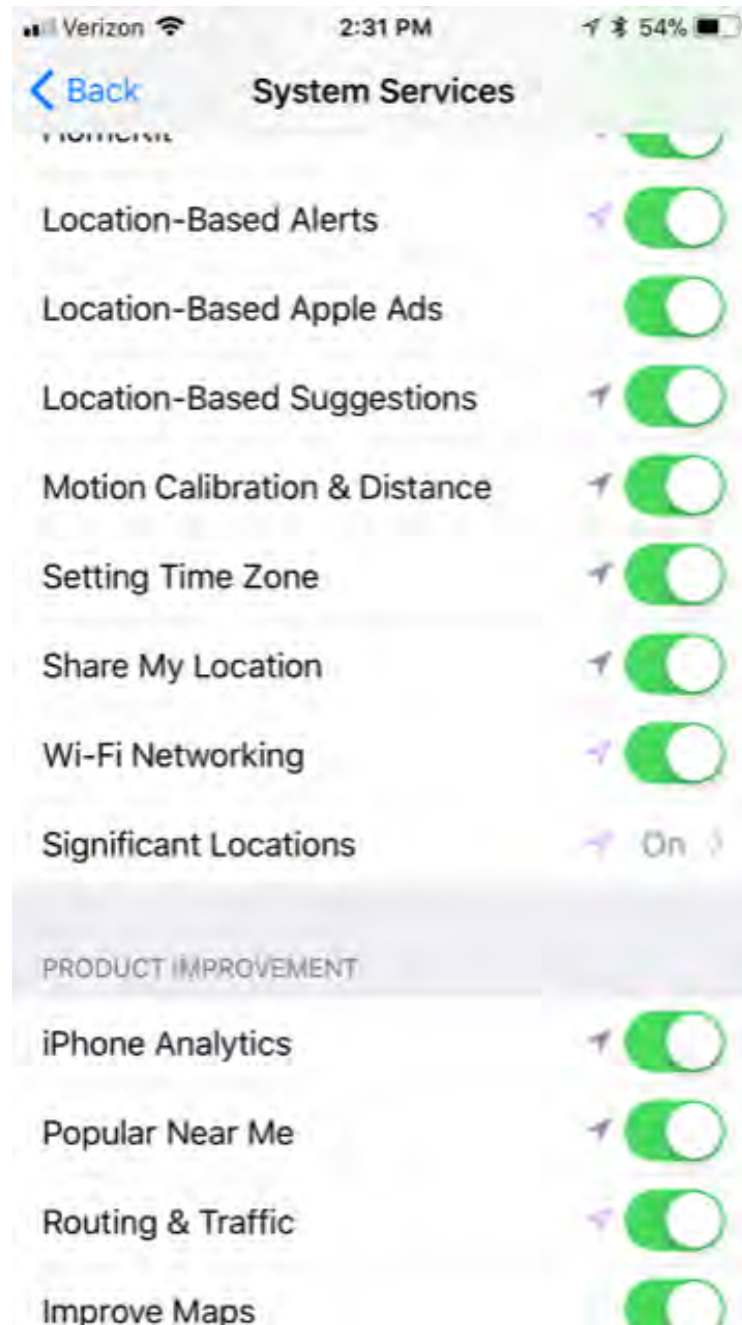 Verizon 2:31 PM 54%
Back System Services
HomeKit
Location-Based Alerts
Location-Based Apple Ads
Location-Based Suggestions
Motion Calibration & Distance
Setting Time Zone
Share My Location
Wi-Fi Networking
Significant Locations On
PRODUCT IMPROVEMENT
iPhone Analytics
Popular Near Me
Routing & Traffic
Improve Maps